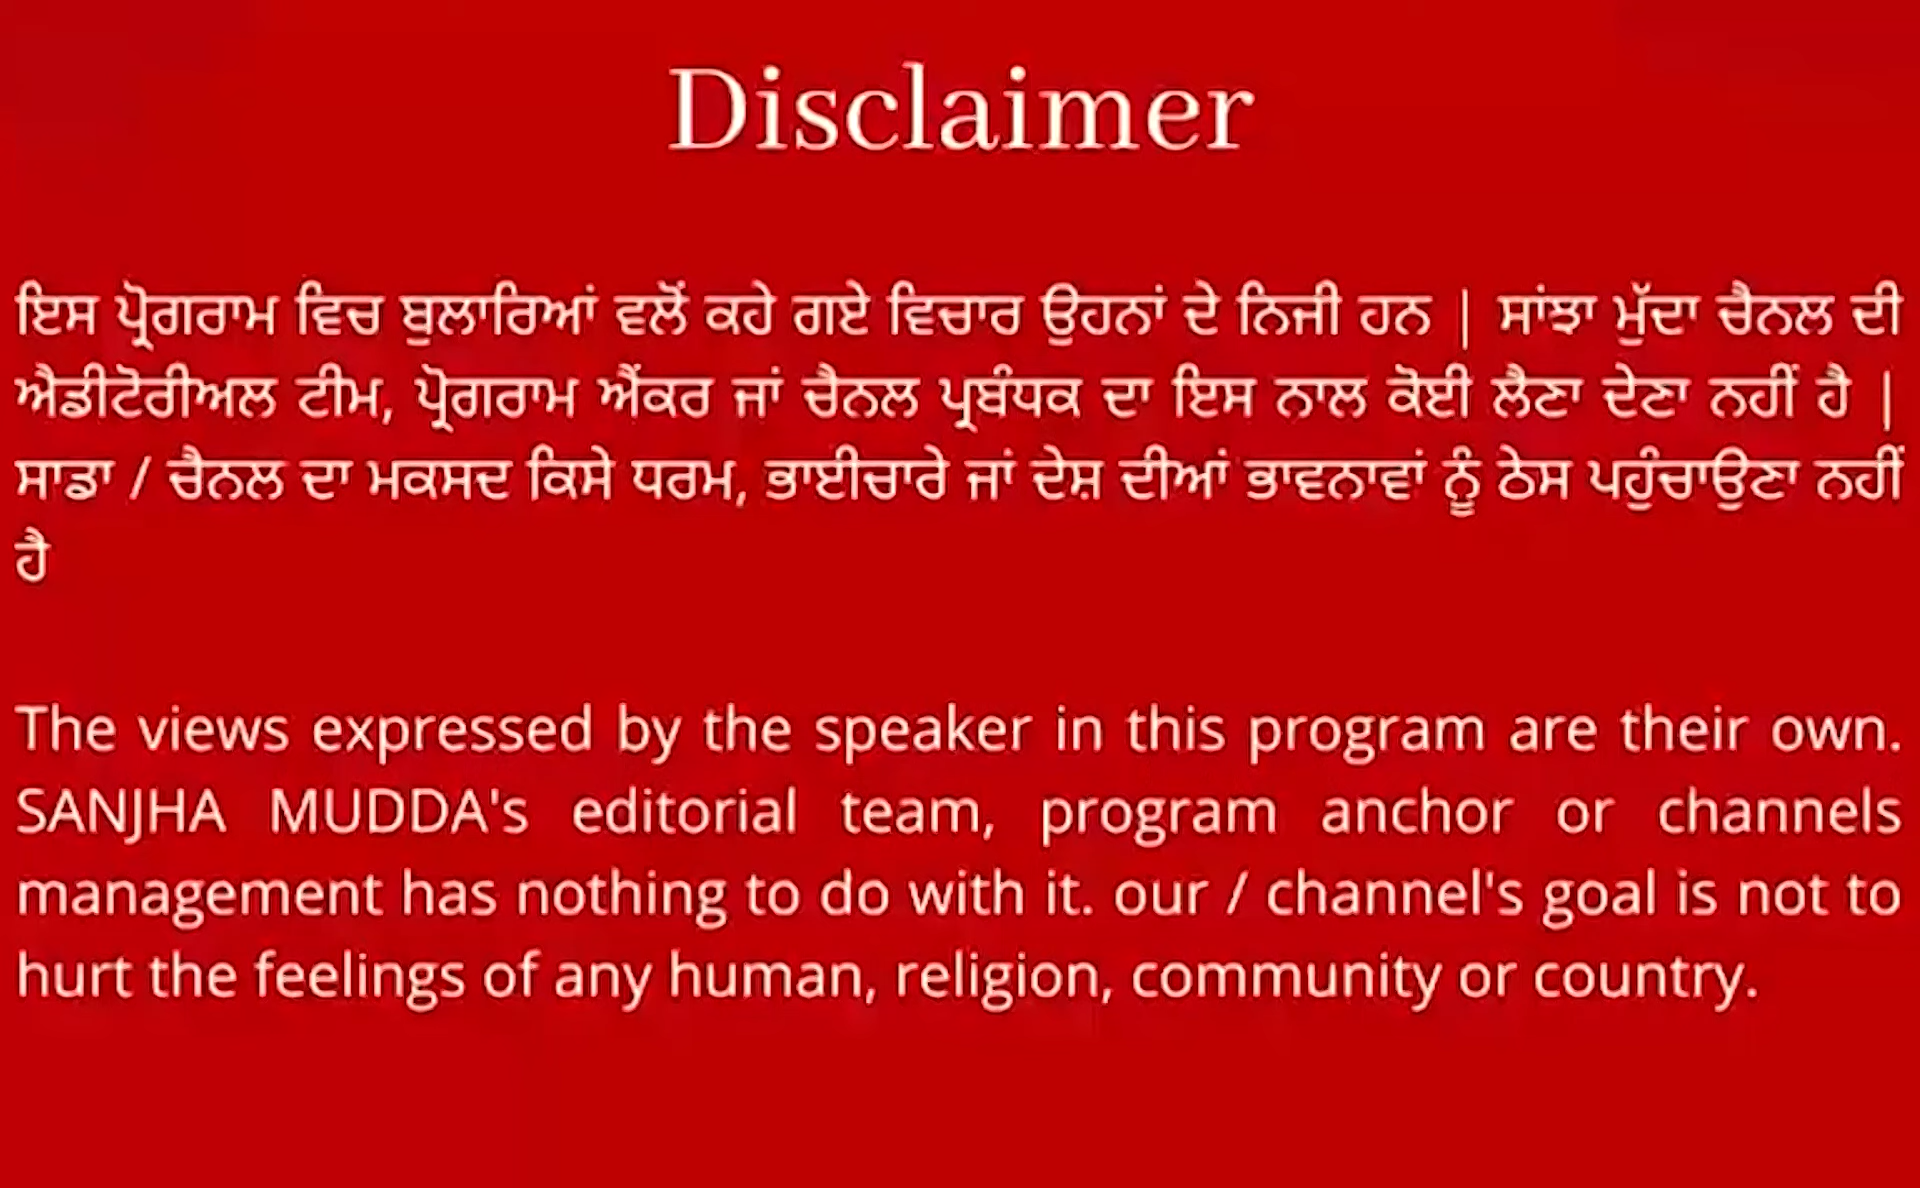 Disclaimer
ਇਸ ਪ੍ਰੋਗਰਾਮ ਵਿਚ ਬੁਲਾਰਿਆਂ ਵਲੋਂ ਕਹੇ ਗਏ ਵਿਚਾਰ ਉਹਨਾਂ ਦੇ ਨਿਜੀ ਹਨ | ਸਾਂਝਾ ਮੁੱਦਾ ਚੈਨਲ ਦੀ
ਐਡੀਟੋਰੀਅਲ ਟੀਮ, ਪ੍ਰੋਗਰਾਮ ਐਂਕਰ ਜਾਂ ਚੈਨਲ ਪ੍ਰਬੰਧਕ ਦਾ ਇਸ ਨਾਲ ਕੋਈ ਲੈਣਾ ਦੇਣਾ ਨਹੀਂ ਹੈ |
ਸਾਡਾ / ਚੈਨਲ ਦਾ ਮਕਸਦ ਕਿਸੇ ਧਰਮ, ਭਾਈਚਾਰੇ ਜਾਂ ਦੇਸ਼ ਦੀਆਂ ਭਾਵਨਾਵਾਂ ਨੂੰ ਠੇਸ ਪਹੁੰਚਾਉਣਾ ਨਹੀਂ
ਹੈ
The views expressed by the speaker in this program are their own.
SANJHA MUDDA's editorial team, program anchor or channels
management has nothing to do with it. our / channel's goal is not to
hurt the feelings of any human, religion, community or country.